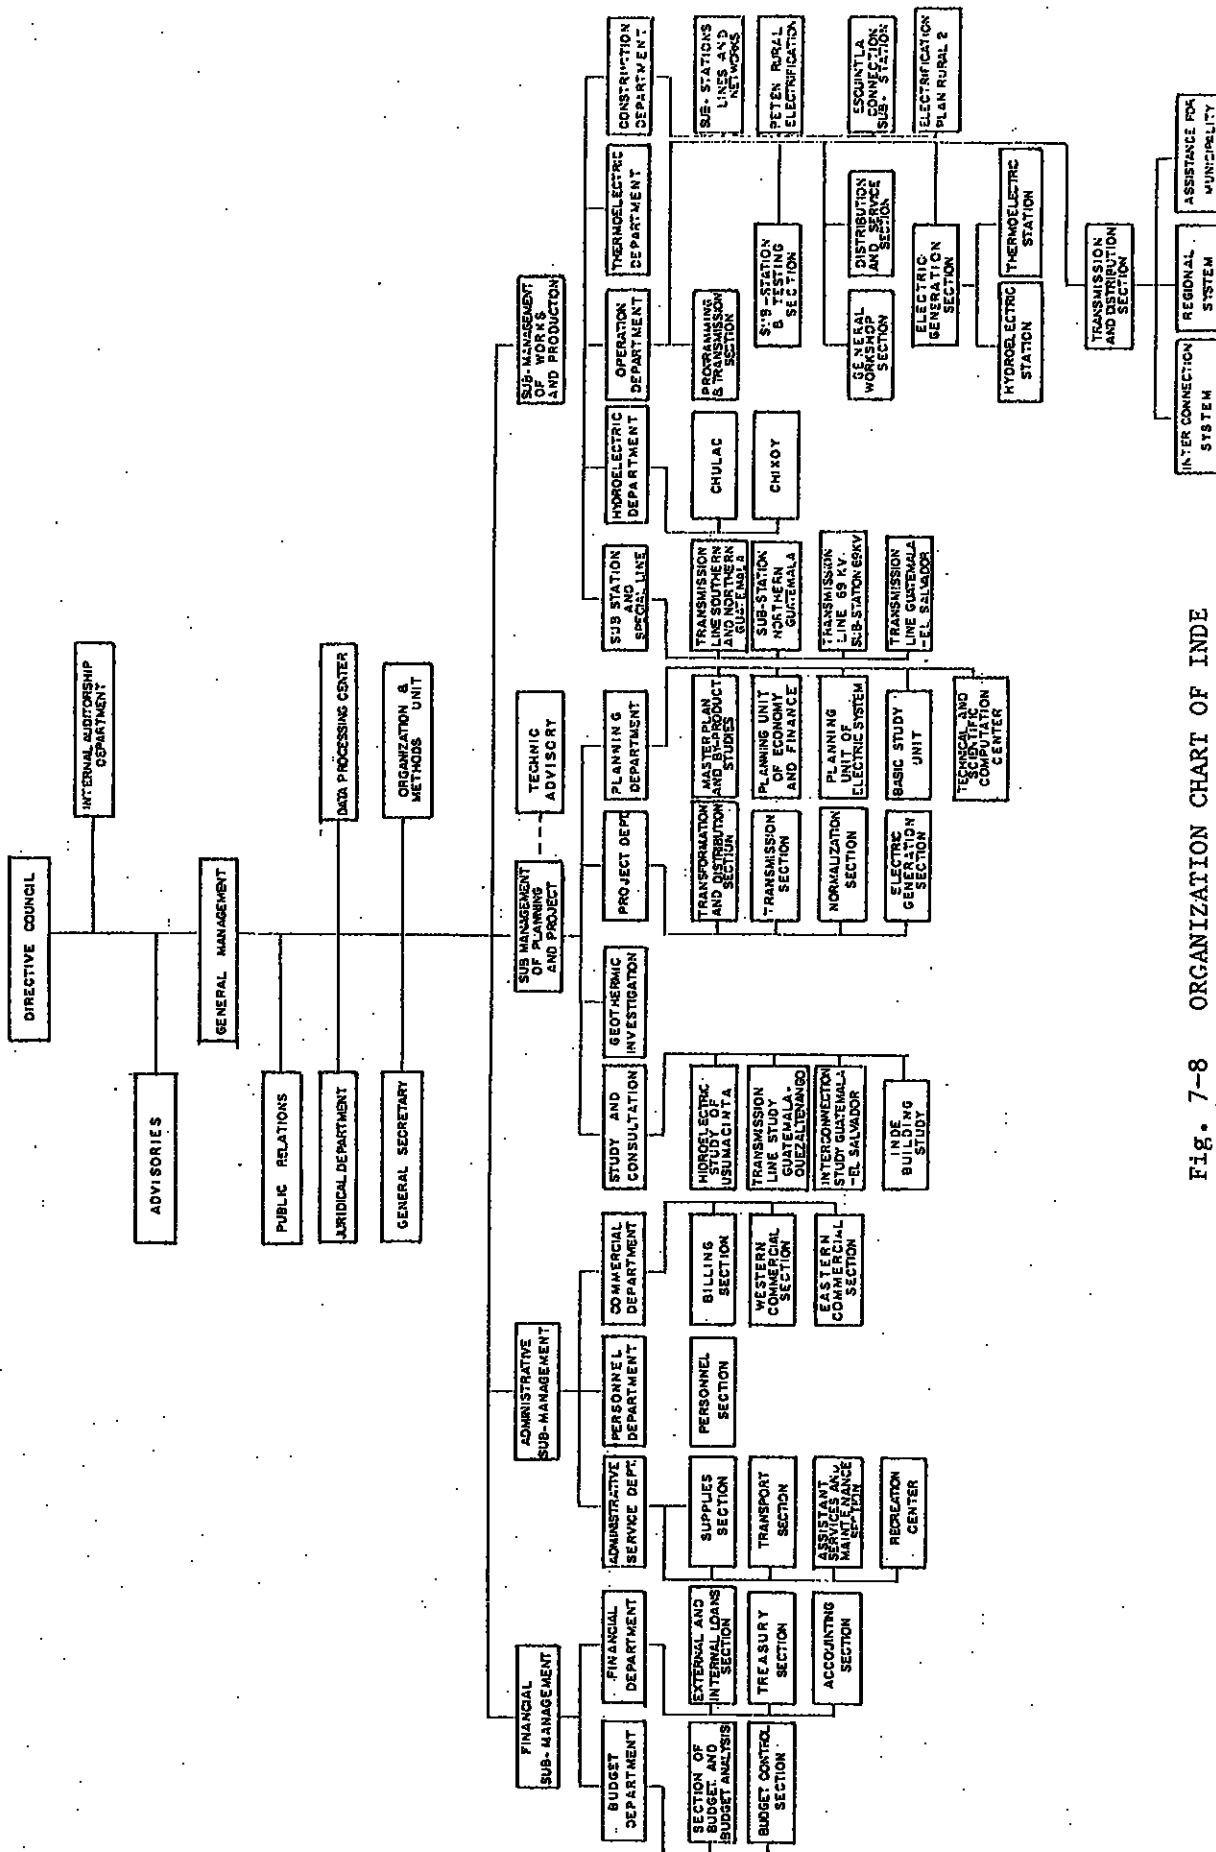 DIRECTIVE COUNCIL
INTERNAL AUDITORSHIP
DEPARTMENT
ADVISORIES
GENERAL MANAGEMENT
PUBLIC RELATIONS
JURIDICAL DEPARTMENT
DATA PROCESSING CENTER
GENERAL SECRETARY
ORGANIZATION &
METHODS UNIT
FINANCIAL
SUB-MANAGEMENT
ADMINISTRATIVE
SUB-MANAGEMENT
SUB MANAGEMENT
OF PLANNING
AND PROJECT
TECHNIC
ADVISORY
SUB-MANAGEMENT
OF WORKS
AND PRODUCTION
BUDGET
DEPARTMENT
FINANCIAL
DEPARTMENT
ADMINISTRATIVE
SERVICE DEPT.
PERSONNEL
DEPARTMENT
COMMERCIAL
DEPARTMENT
STUDY AND
CONSULTATION
GEOTHERMIC
INVESTIGATION
PROJECT DEPT
PLANNING
DEPARTMENT
SUB STATION
AND
SPECIAL LINE
HYDROELECTRIC
DEPARTMENT
OPERATION
DEPARTMENT
THERMOELECTRIC
DEPARTMENT
CONSTRUCTION
DEPARTMENT
SECTION OF
BUDGET AND
BUDGET ANALYSIS
BUDGET CONTROL
SECTION
EXTERNAL AND
INTERNAL LOANS
SECTION
TREASURY
SECTION
ACCOUNTING
SECTION
SUPPLIES
SECTION
TRANSPORT
SECTION
ASSISTANT
SERVICES AND
MAINTENANCE
SECTION
RECREATION
CENTER
PERSONNEL
SECTION
BILLING
SECTION
WESTERN
COMMERCIAL
SECTION
EASTERN
COMMERCIAL
SECTION
HIDROELECTRIC
STUDY OF
USUMACINTA
TRANSMISSION
LINE STUDY
GUATEMALA-
QUEZALTENANGO
INTERCONNECTION
STUDY GUATEMALA
-EL SALVADOR
INDE
BUILDING
STUDY
TRANSFORMATION
AND DISTRIBUTION
SECTION
TRANSMISSION
SECTION
NORMALIZATION
SECTION
ELECTRIC
GENERATION
SECTION
MASTER PLAN
AND BY-PRODUCT
STUDIES
PLANNING UNIT
OF ECONOMY
AND FINANCE
PLANNING
UNIT OF
ELECTRIC SYSTEM
BASIC STUDY
UNIT
TECHNICAL AND
SCIENTIFIC
COMPUTATION
CENTER
TRANSMISSION
LINE SOUTHERN
AND NORTHERN
GUATEMALA
SUB-STATION
NORTHERN
GUATEMALA
TRANSMISSION
LINE 69 KV.
SUB-STATION 69KV
TRANSMISSION
LINE GUATEMALA
-EL SALVADOR
CHULAC
CHIXOY
PROGRAMMING
& TRANSMISSION
SECTION
SUB-STATION
& TESTING
SECTION
GENERAL
WORKSHOP
SECTION
DISTRIBUTION
AND SERVICE
SECTION
ELECTRIC
GENERATION
SECTION
HYDROELECTRIC
STATION
THERMOELECTRIC
STATION
TRANSMISSION
AND DISTRIBUTION
SECTION
INTER CONNECTION
SYSTEM
REGIONAL
SYSTEM
ASSISTANCE FOR
MUNICIPALITY
SUB-STATIONS
LINES AND
NETWORKS
PETEN RURAL
ELECTRIFICATION
ESCUINTLA
CONNECTION
SUB-STATION
ELECTRIFICATION
PLAN RURAL 2
Fig. 7-8 ORGANIZATION CHART OF INDE